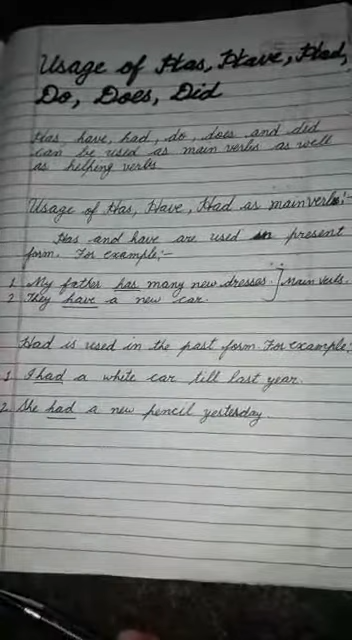 Usage of Has, Have, Had,
Do, Does, Did
Has have, had, do, does and did
can be used as main verbs as well
as helping verbs
Usage of Has, Have, Had as main verbs:-
Has and have are used in present
form. For example:-
1. My father has many new dresses. ] Main verbs.
2. They have a new car.
Had is used in the past form. For example:
1. I had a white car till last year.
2. She had a new pencil yesterday.